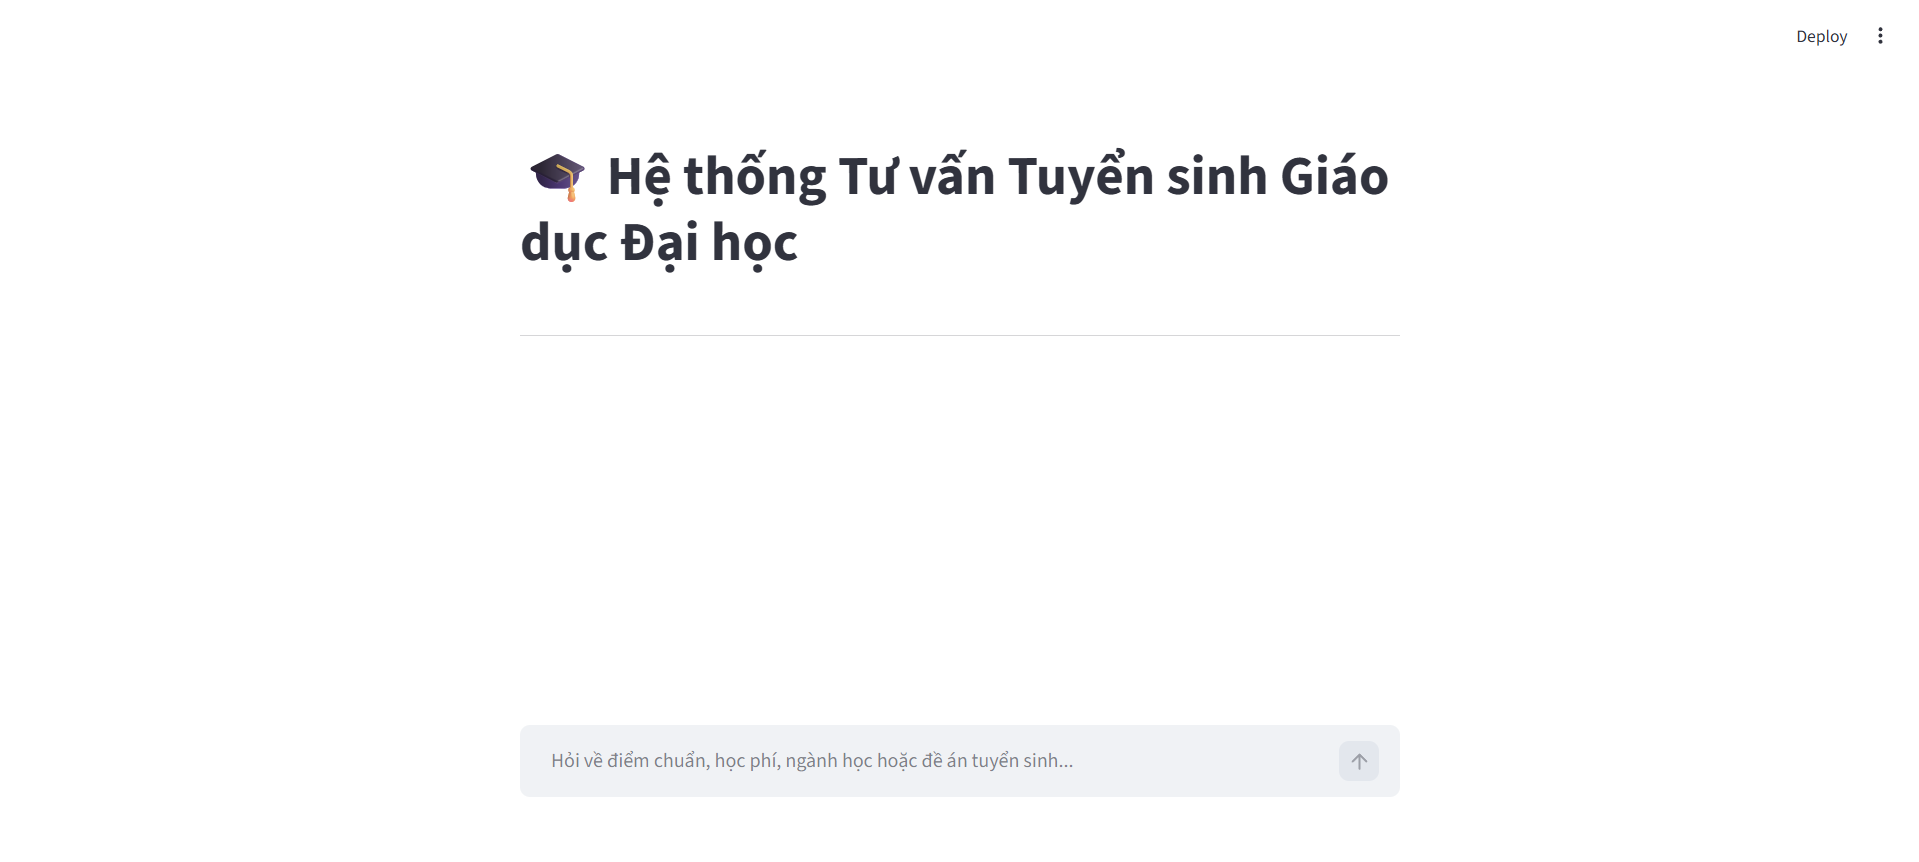 Deploy
Hệ thống Tư vấn Tuyển sinh Giáo
dục Đại học
Hỏi về điểm chuẩn, học phí, ngành học hoặc đề án tuyển sinh...